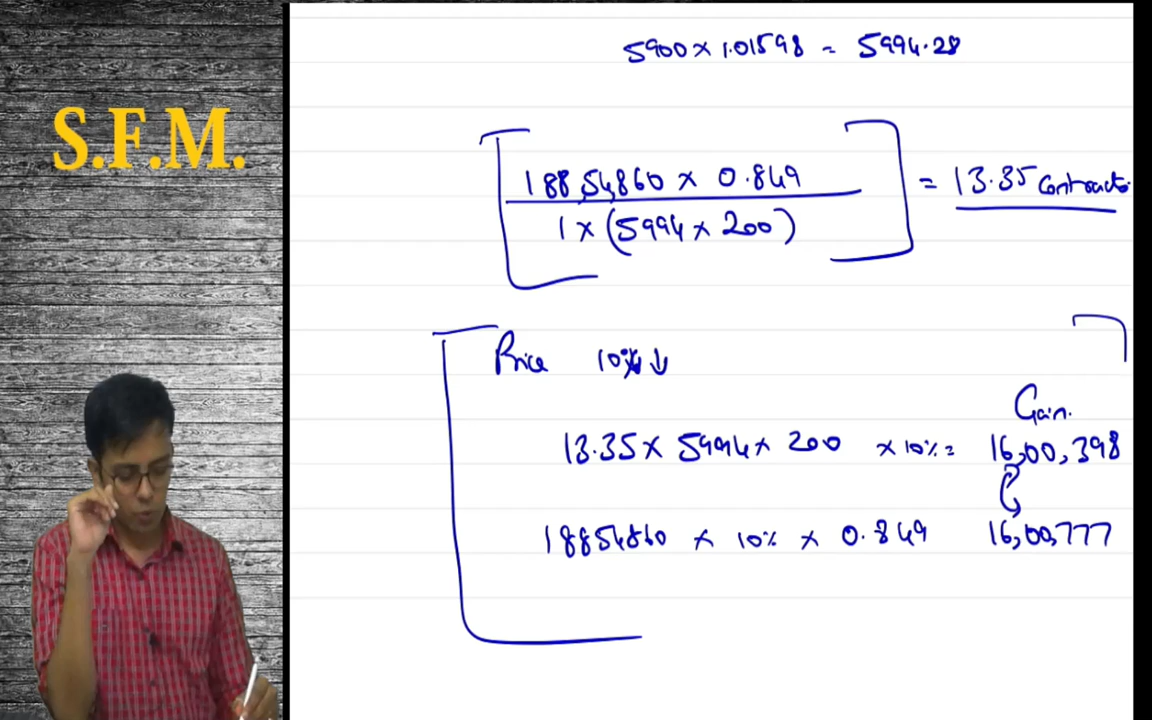 S.F.M.
5900 x 1.01598 = 5994.28
188,54,860 x 0.849
1 x (5994 x 200)
= 13.35 Contracts.
Price 10% ↓
Gain.
13.35 x 5994 x 200 x 10% = 16,00,398
18854860 x 10% x 0.849 16,00,777